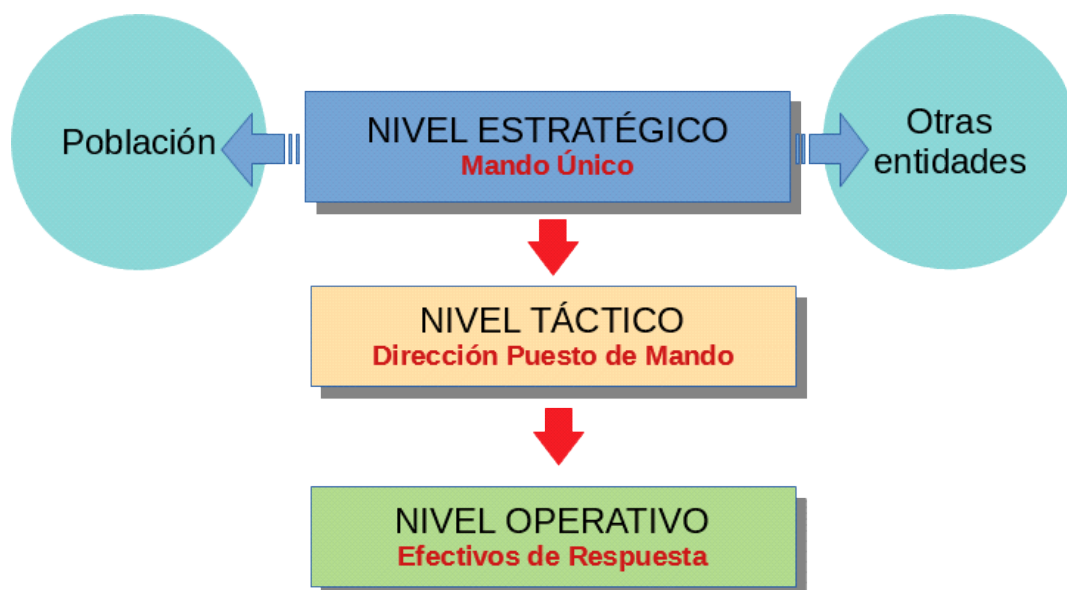 Población
NIVEL ESTRATÉGICO
Mando Único
Otras
entidades
NIVEL TÁCTICO
Dirección Puesto de Mando
NIVEL OPERATIVO
Efectivos de Respuesta